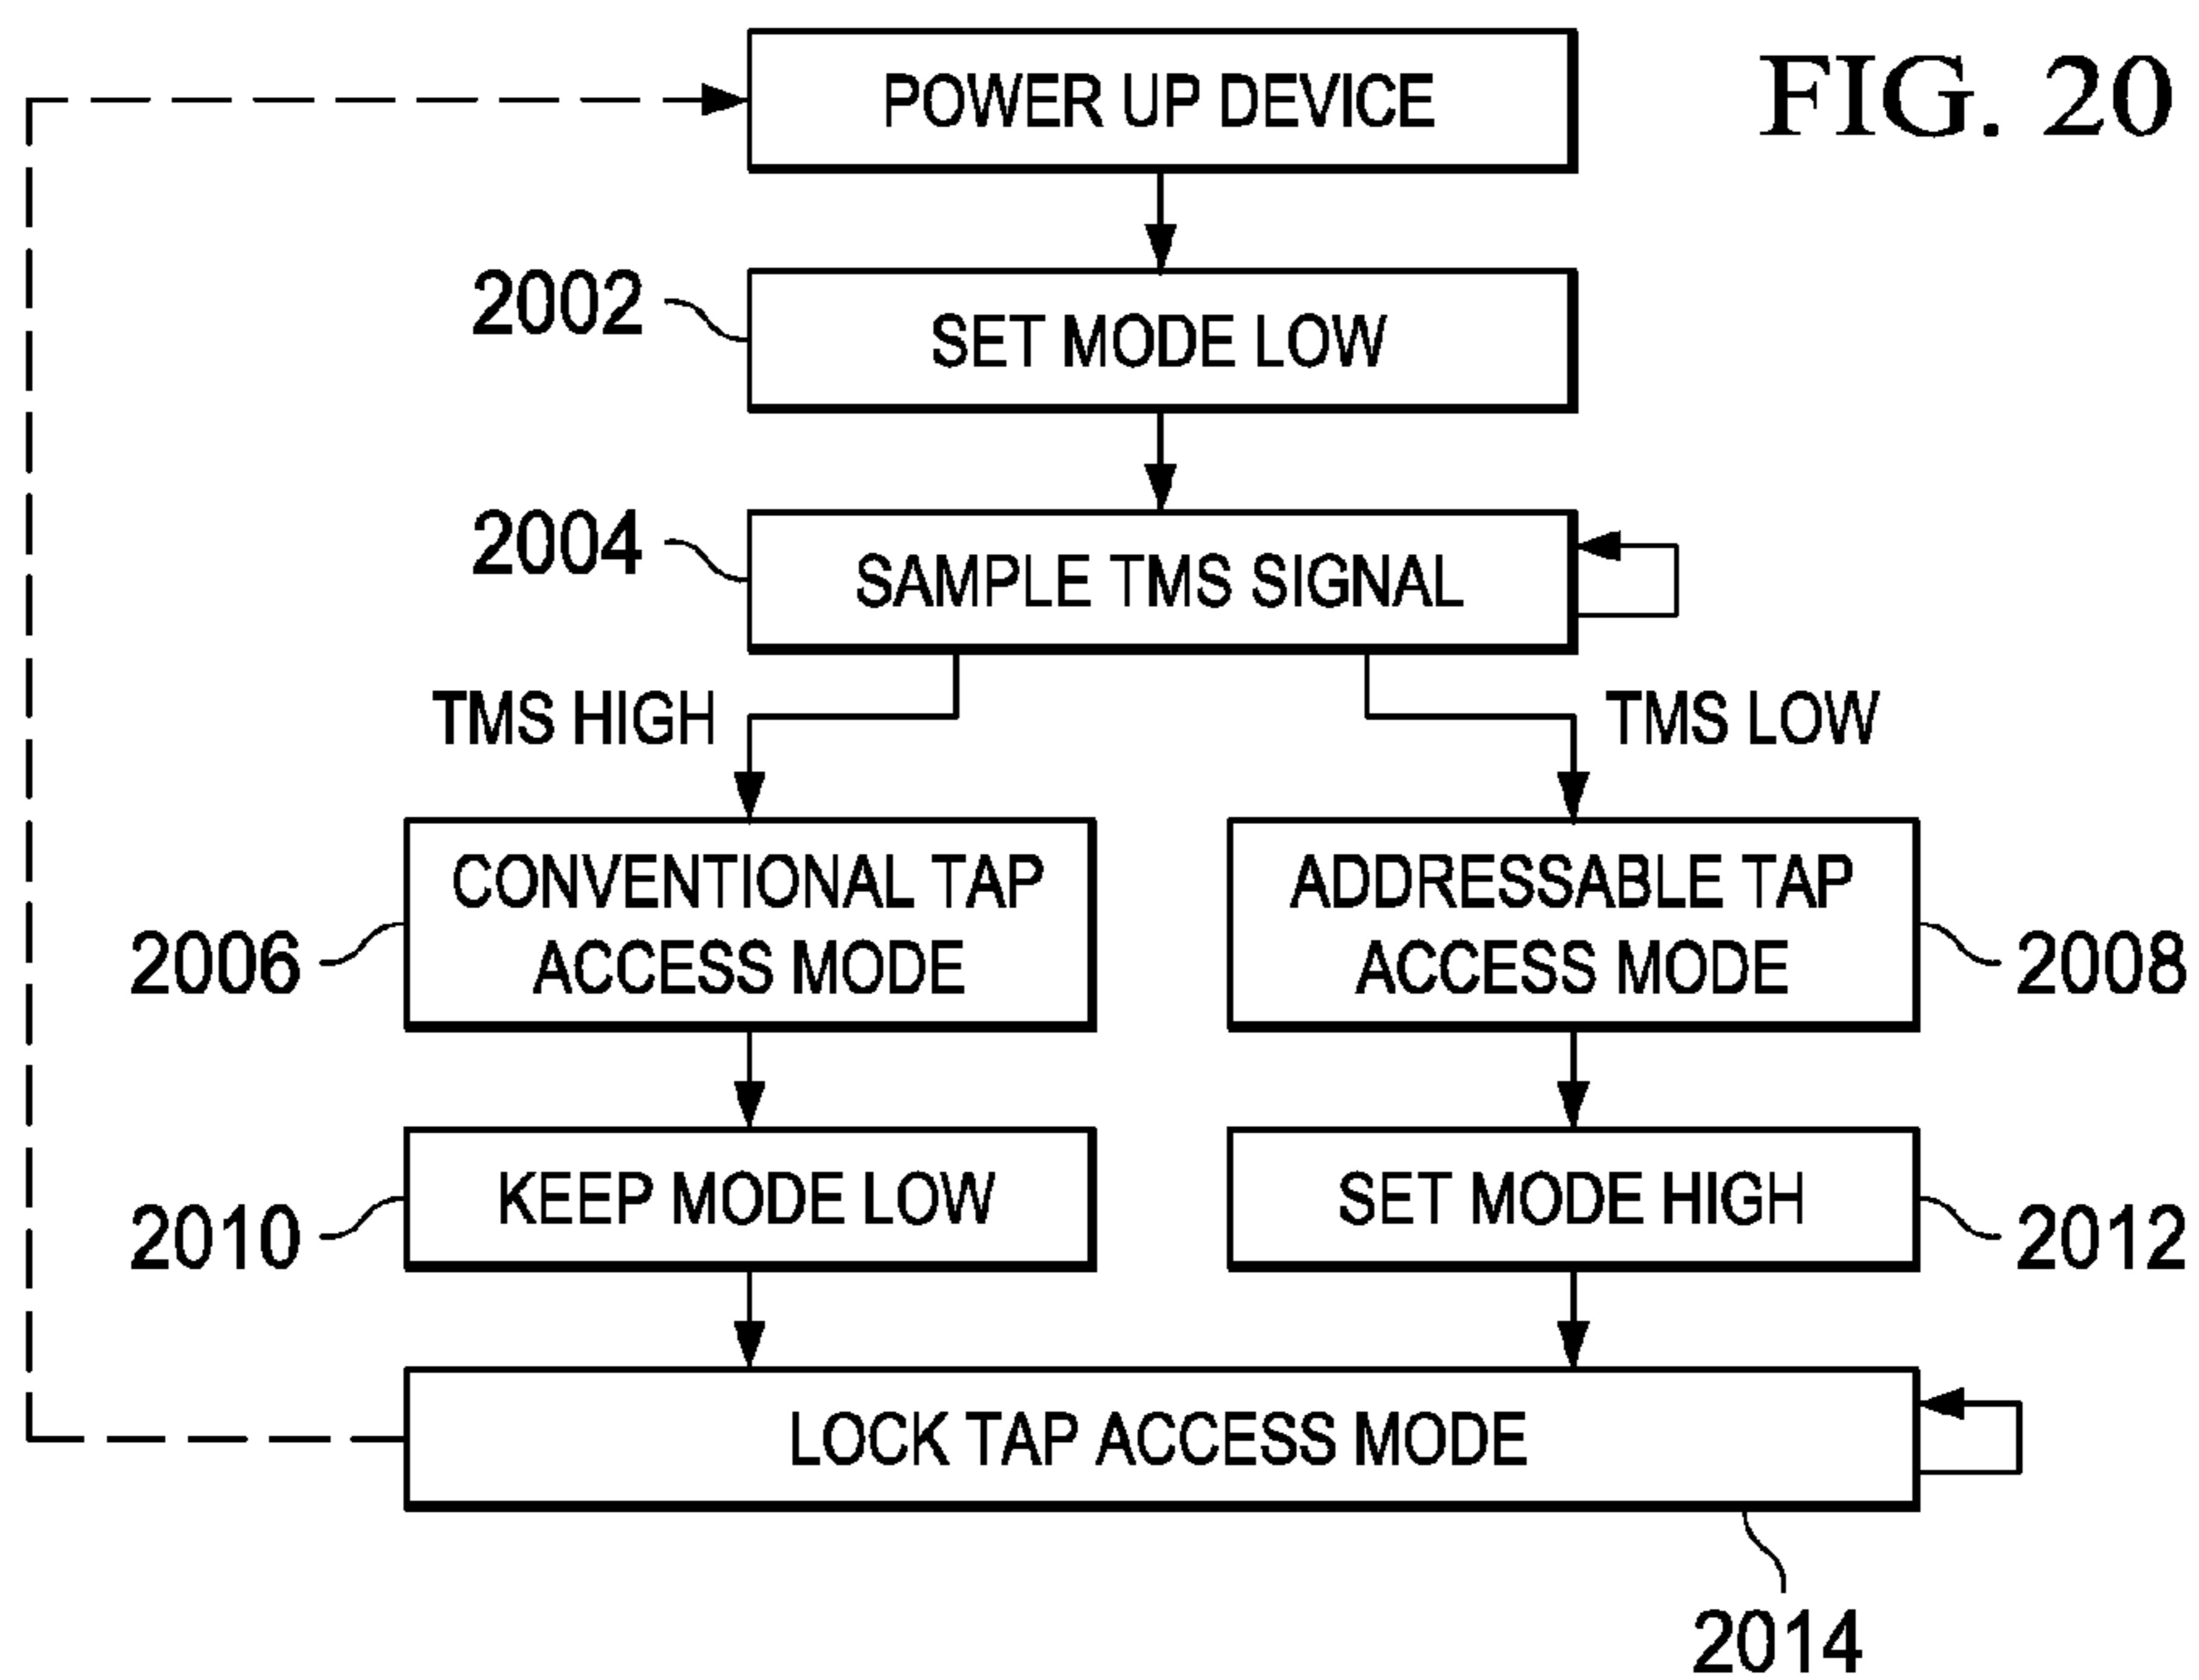 FIG. 20
POWER UP DEVICE
2002
SET MODE LOW
2004
SAMPLE TMS SIGNAL
TMS HIGH
TMS LOW
CONVENTIONAL TAP
ACCESS MODE
2006
ADDRESSABLE TAP
ACCESS MODE
2008
KEEP MODE LOW
2010
SET MODE HIGH
2012
LOCK TAP ACCESS MODE
2014